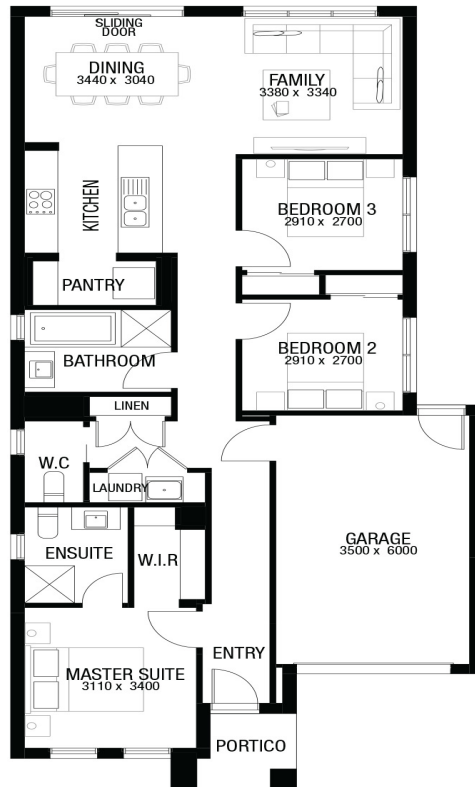 SLIDING
DOOR
DINING
3440 x 3040
FAMILY
3380 x 3340
KITCHEN
BEDROOM 3
2910 x 2700
PANTRY
BATHROOM
BEDROOM 2
2910 x 2700
LINEN
W.C
LAUNDRY
GARAGE
3500 x 6000
ENSUITE
W.I.R
ENTRY
MASTER SUITE
3110 x 3400
PORTICO